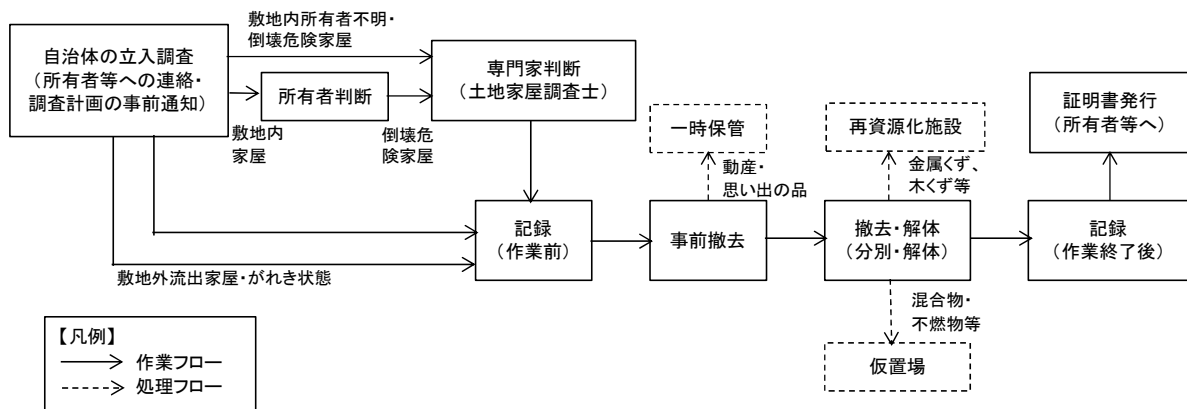 敷地内所有者不明・
倒壊危険家屋
自治体の立入調査
（所有者等への連絡・
調査計画の事前通知）
所有者判断
敷地内
家屋
倒壊危
険家屋
専門家判断
（土地家屋調査士）
一時保管
動産・
思い出の品
再資源化施設
金属くず、
木くず等
証明書発行
（所有者等へ）
記録
（作業前）
事前撤去
撤去・解体
（分別・解体）
記録
（作業終了後）
敷地外流出家屋・がれき状態
混合物・
不燃物等
仮置場
【凡例】
作業フロー
処理フロー